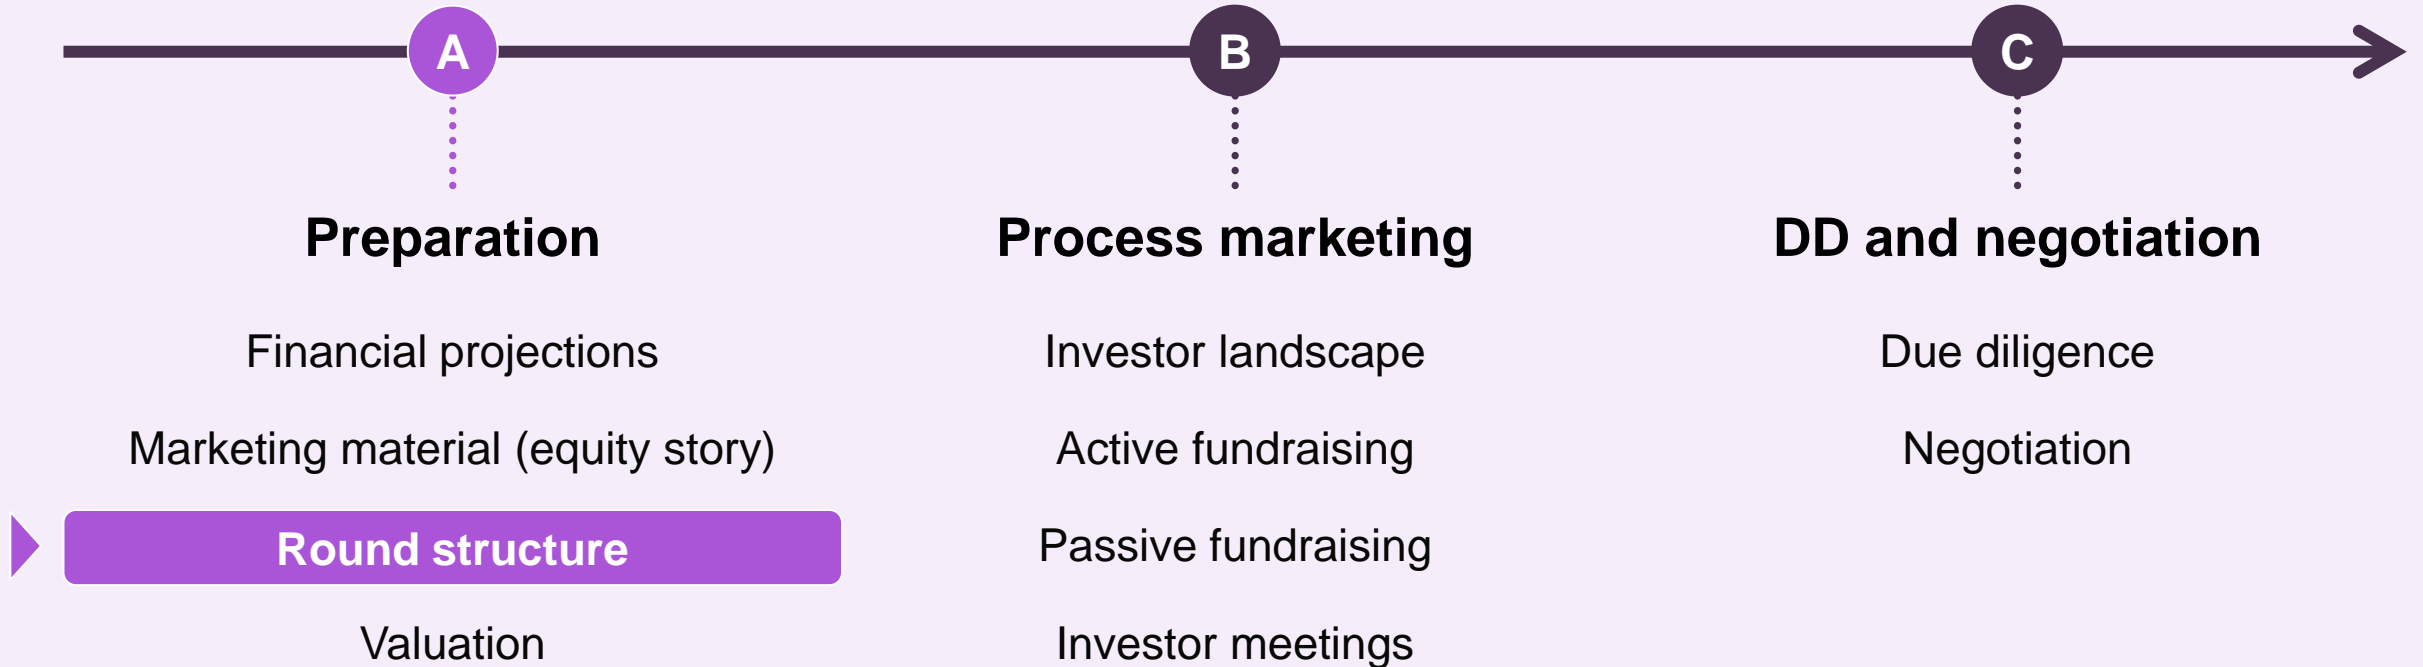 A
B
C
Preparation
Financial projections
Marketing material (equity story)
Round structure
Valuation
Process marketing
Investor landscape
Active fundraising
Passive fundraising
Investor meetings
DD and negotiation
Due diligence
Negotiation